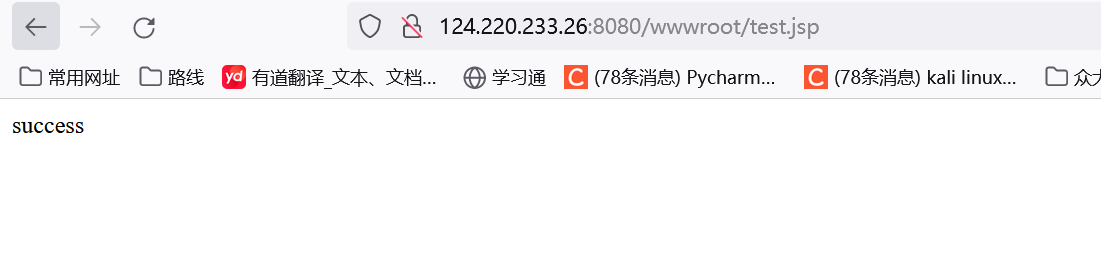 124.220.233.26:8080/wwwroot/test.jsp
常用网址 路线 yd 有道翻译_文本、文档... 学习通 C (78条消息) Pycharm... C (78条消息) kali linux... 众
success